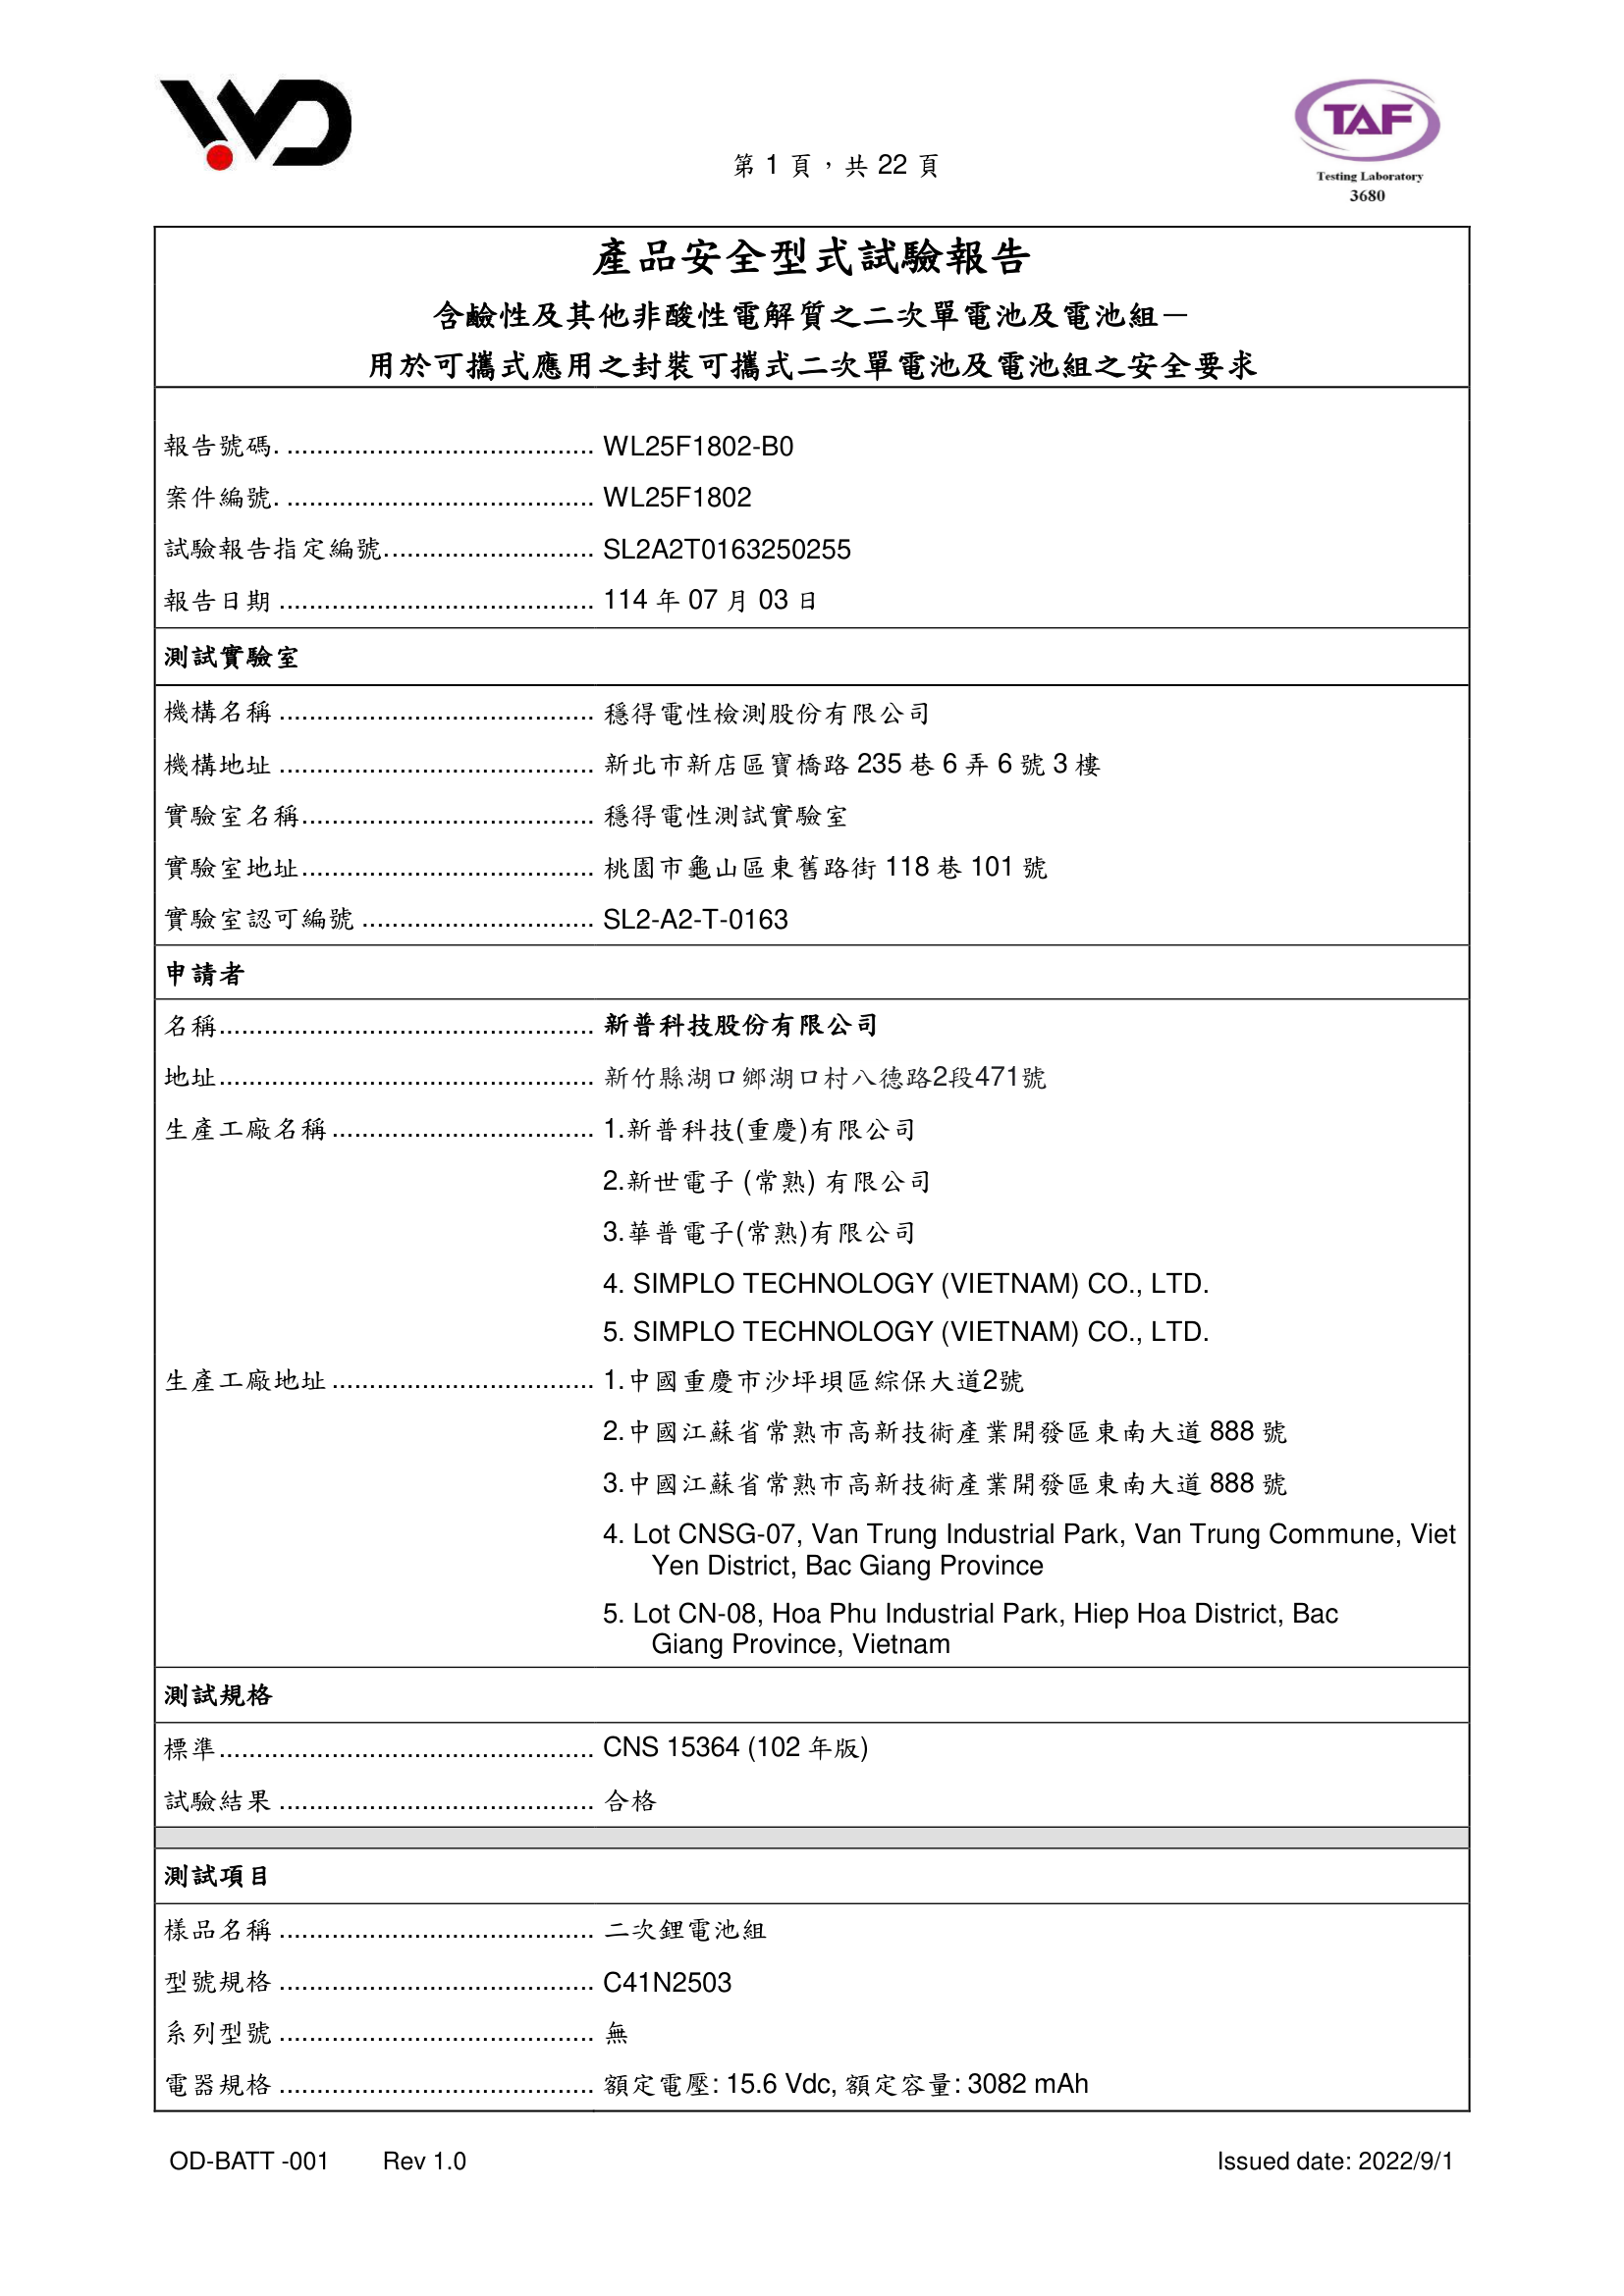 WD
第 1 頁，共 22 頁
TAF
Testing Laboratory
3680
產品安全型式試驗報告
含鹼性及其他非酸性電解質之二次單電池及電池組－
用於可攜式應用之封裝可攜式二次單電池及電池組之安全要求
報告號碼. ......................................... WL25F1802-B0
案件編號. ......................................... WL25F1802
試驗報告指定編號............................ SL2A2T0163250255
報告日期 .......................................... 114 年 07 月 03 日
測試實驗室
機構名稱 .......................................... 穩得電性檢測股份有限公司
機構地址 .......................................... 新北市新店區寶橋路 235 巷 6 弄 6 號 3 樓
實驗室名稱....................................... 穩得電性測試實驗室
實驗室地址....................................... 桃園市龜山區東舊路街 118 巷 101 號
實驗室認可編號 ............................... SL2-A2-T-0163
申請者
名稱.................................................. 新普科技股份有限公司
地址.................................................. 新竹縣湖口鄉湖口村八德路2段471號
生產工廠名稱................................... 1.新普科技(重慶)有限公司
2.新世電子 (常熟) 有限公司
3.華普電子(常熟)有限公司
4. SIMPLO TECHNOLOGY (VIETNAM) CO., LTD.
5. SIMPLO TECHNOLOGY (VIETNAM) CO., LTD.
生產工廠地址................................... 1.中國重慶市沙坪垻區綜保大道2號
2.中國江蘇省常熟市高新技術產業開發區東南大道 888 號
3.中國江蘇省常熟市高新技術產業開發區東南大道 888 號
4. Lot CNSG-07, Van Trung Industrial Park, Van Trung Commune, Viet
Yen District, Bac Giang Province
5. Lot CN-08, Hoa Phu Industrial Park, Hiep Hoa District, Bac
Giang Province, Vietnam
測試規格
標準.................................................. CNS 15364 (102 年版)
試驗結果 .......................................... 合格
測試項目
樣品名稱 .......................................... 二次鋰電池組
型號規格 .......................................... C41N2503
系列型號 .......................................... 無
電器規格 .......................................... 額定電壓: 15.6 Vdc, 額定容量: 3082 mAh
OD-BATT -001 Rev 1.0 Issued date: 2022/9/1